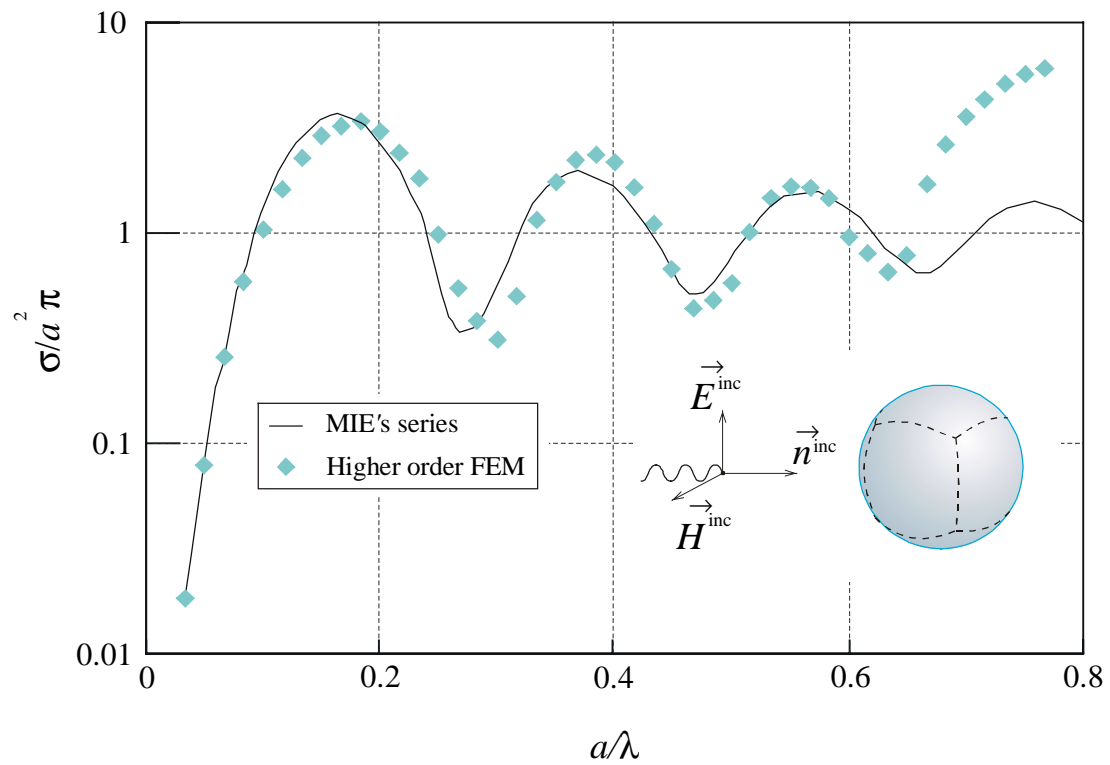 10
1
0.1
0.01
σ/a² π
MIE's series
Higher order FEM
E^inc
n^inc
H^inc
0 0.2 0.4 0.6 0.8
a/λ